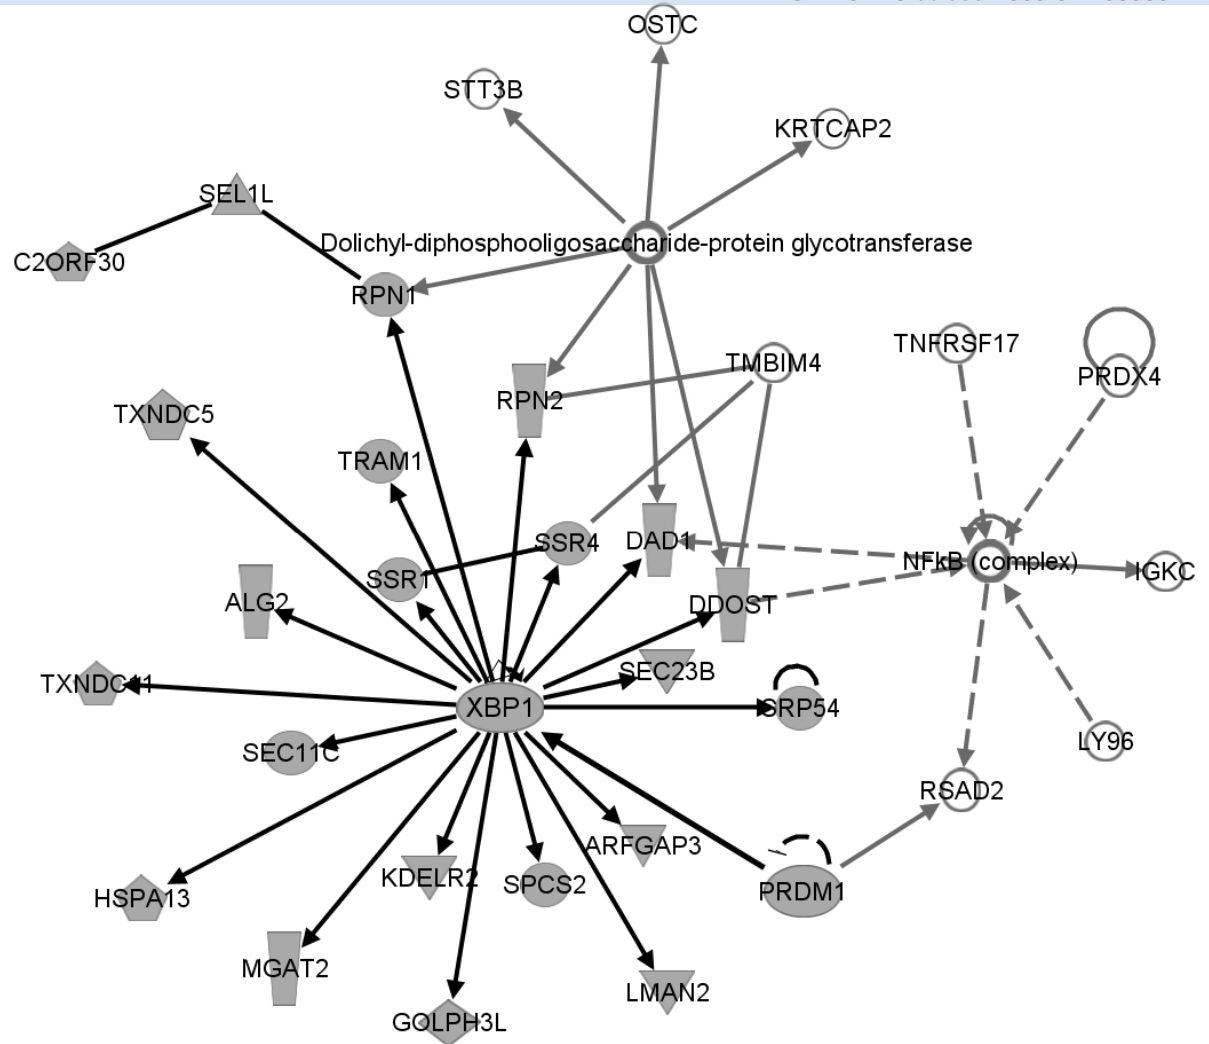 OSTC
STT3B
KRTCAP2
SEL1L
Dolichyl-diphosphooligosaccharide-protein glycotransferase
C2ORF30
RPN1
TNFRSF17
TMBIM4
PRDX4
RPN2
TXNDC5
TRAM1
SSR4
DAD1
NFkB (complex)
IGKC
SSR1
ALG2
DDOST
SEC23B
TXNDC11
XBP1
SRP54
SEC11C
LY96
RSAD2
ARFGAP3
KDELR2
SPCS2
PRDM1
HSPA13
MGAT2
LMAN2
GOLPH3L